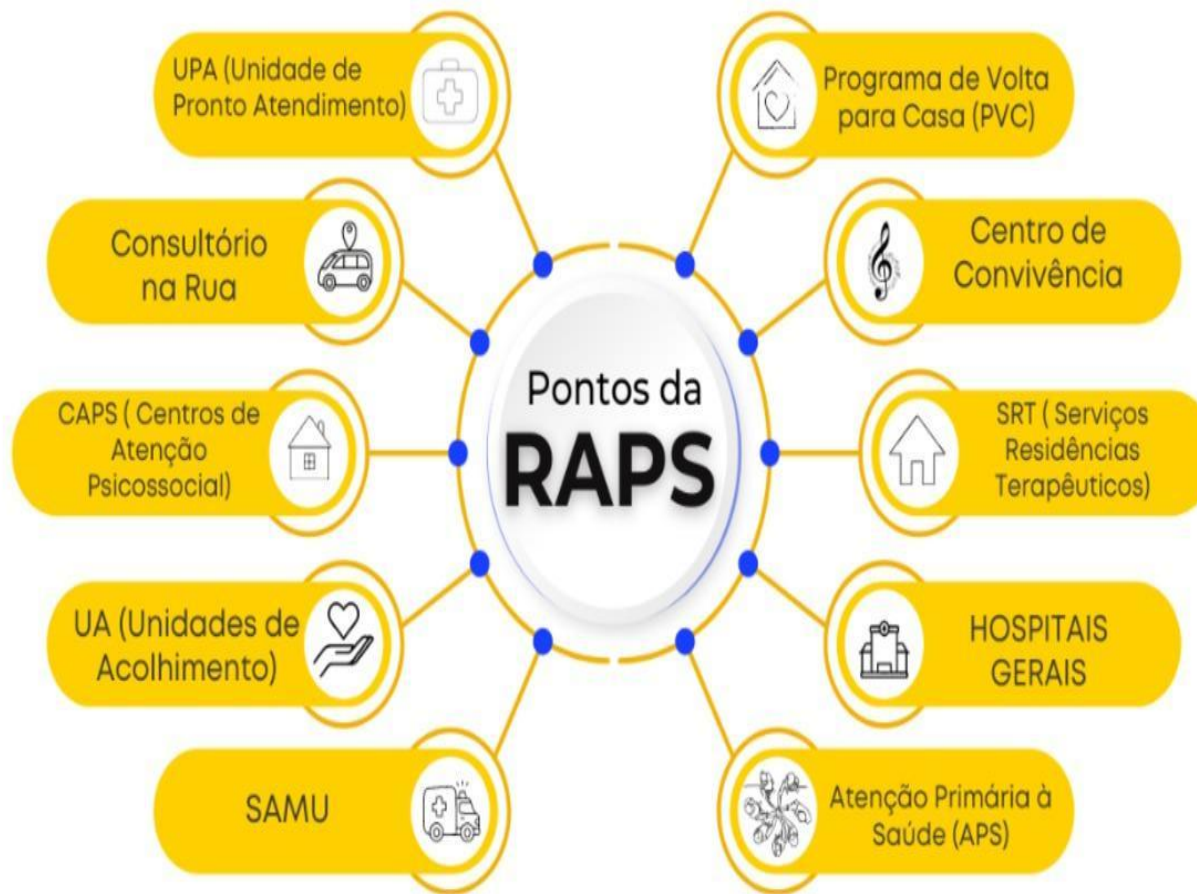 Pontos da
RAPS
UPA (Unidade de
Pronto Atendimento)
Consultório
na Rua
CAPS ( Centros de
Atenção
Psicossocial)
UA (Unidades de
Acolhimento)
SAMU
Programa de Volta
para Casa (PVC)
Centro de
Convivência
SRT ( Serviços
Residências
Terapêuticos)
HOSPITAIS
GERAIS
Atenção Primária à
Saúde (APS)